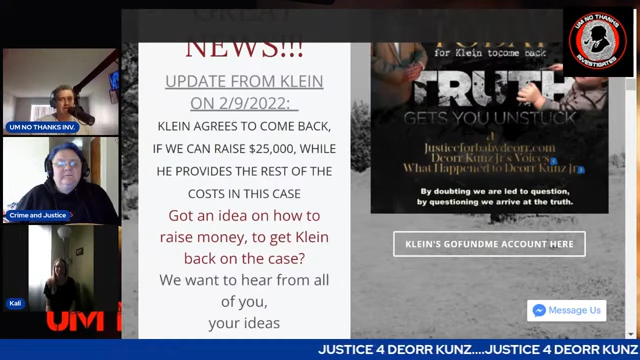 GREAT
NEWS!!!
UPDATE FROM KLEIN
ON 2/9/2022:
KLEIN AGREES TO COME BACK,
IF WE CAN RAISE $25,000, WHILE
HE PROVIDES THE REST OF THE
COSTS IN THIS CASE
Got an idea on how to
raise money, to get Klein
back on the case?
We want to hear from all
of you,
your ideas
TODAY
for Klein to come back
TRUTH
GETS YOU UNSTUCK
Justiceforbabydeorr.com
Deorr Kunz Jr's Voices
What Happened to Deorr Kunz Jr
By doubting we are led to question,
by questioning we arrive at the truth.
KLEIN'S GOFUNDME ACCOUNT HERE
Message Us
UM NO THANKS
INVESTIGATES
UM NO THANKS INV.
Crime and Justice
Kali
UM
JUSTICE 4 DEORR KUNZ....JUSTICE 4 DEORR KUNZ